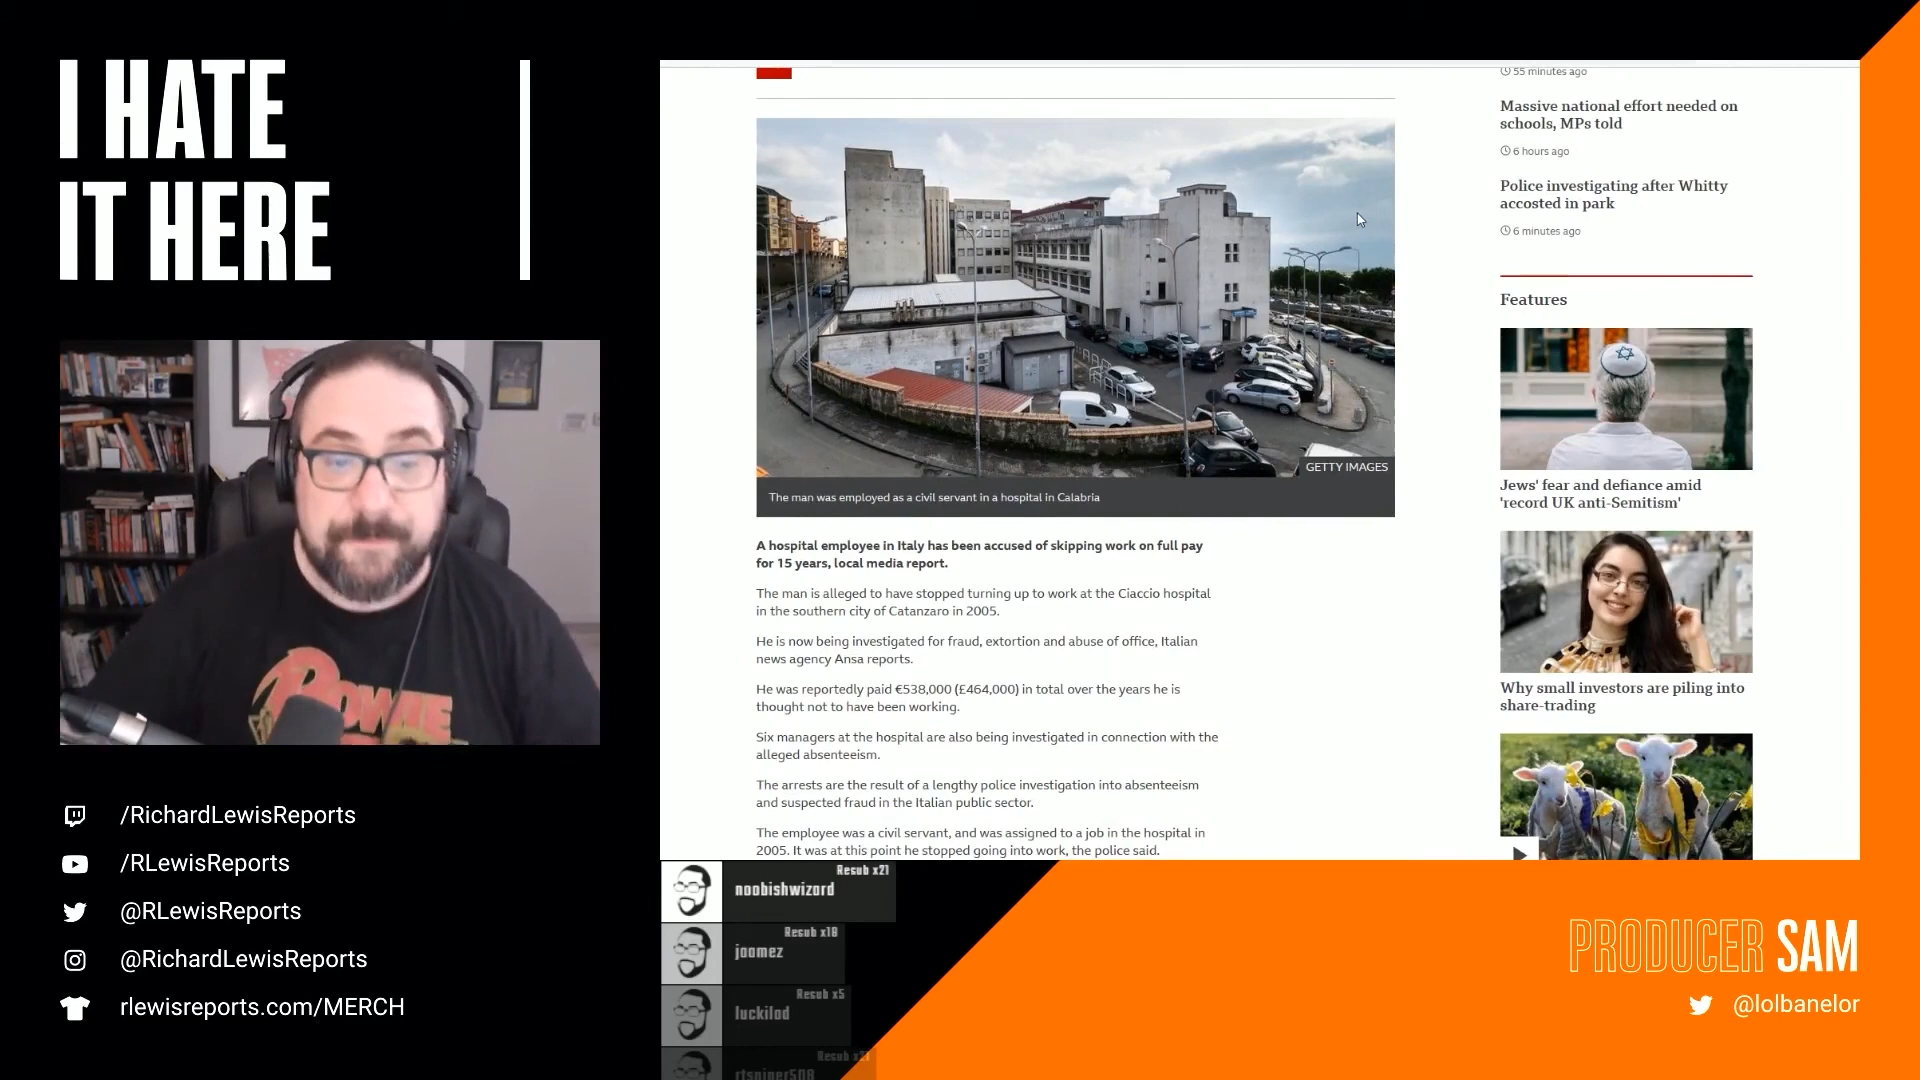 I HATE
IT HERE
/RichardLewisReports
/RLewisReports
@RLewisReports
@RichardLewisReports
rlewisreports.com/MERCH
GETTY IMAGES
The man was employed as a civil servant in a hospital in Calabria
A hospital employee in Italy has been accused of skipping work on full pay
for 15 years, local media report.
The man is alleged to have stopped turning up to work at the Ciaccio hospital
in the southern city of Catanzaro in 2005.
He is now being investigated for fraud, extortion and abuse of office, Italian
news agency Ansa reports.
He was reportedly paid €538,000 (£464,000) in total over the years he is
thought not to have been working.
Six managers at the hospital are also being investigated in connection with the
alleged absenteeism.
The arrests are the result of a lengthy police investigation into absenteeism
and suspected fraud in the Italian public sector.
The employee was a civil servant, and was assigned to a job in the hospital in
2005. It was at this point he stopped going into work, the police said.
55 minutes ago
Massive national effort needed on
schools, MPs told
6 hours ago
Police investigating after Whitty
accosted in park
6 minutes ago
Features
Jews' fear and defiance amid
'record UK anti-Semitism'
Why small investors are piling into
share-trading
Resub x21
noobishwizard
Resub x18
joomez
Resub x5
luckilod
Resub x21
rtsniper508
PRODUCER SAM
@lolbanelor
BOWIE